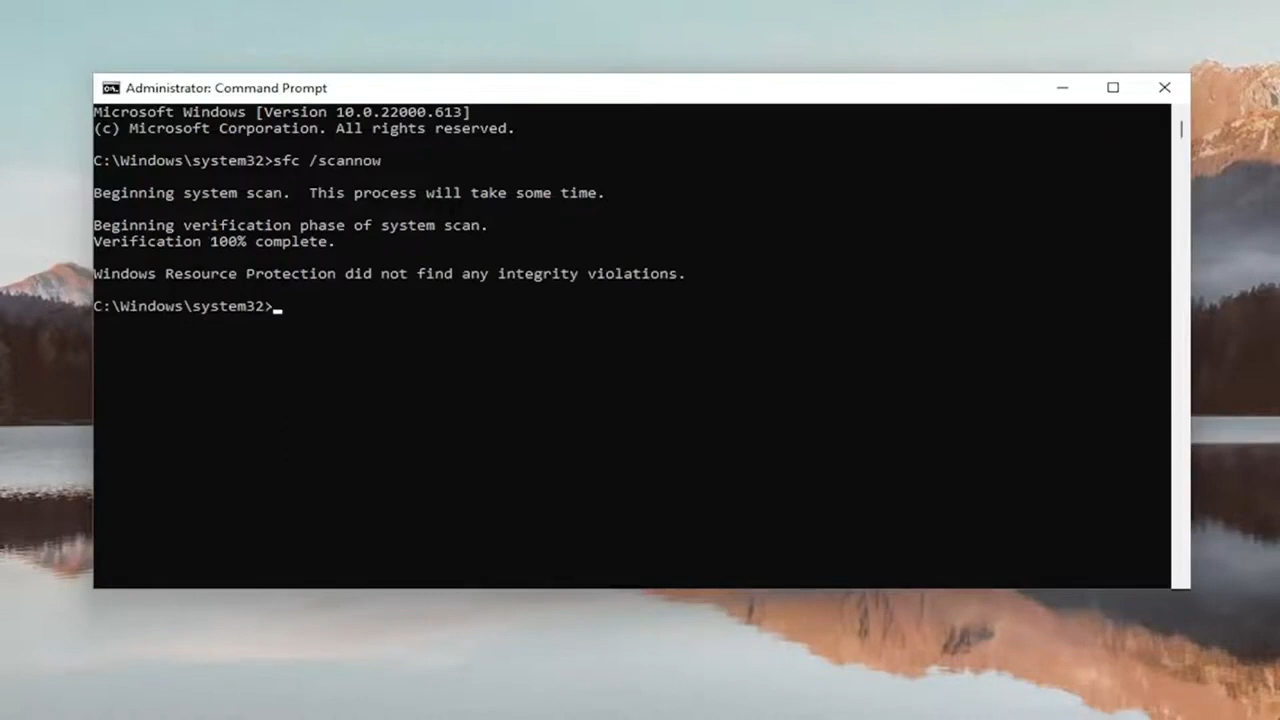 Administrator: Command Prompt
Microsoft Windows [Version 10.0.22000.613]
(c) Microsoft Corporation. All rights reserved.
C:\Windows\system32>sfc /scannow
Beginning system scan.  This process will take some time.
Beginning verification phase of system scan.
Verification 100% complete.
Windows Resource Protection did not find any integrity violations.
C:\Windows\system32>